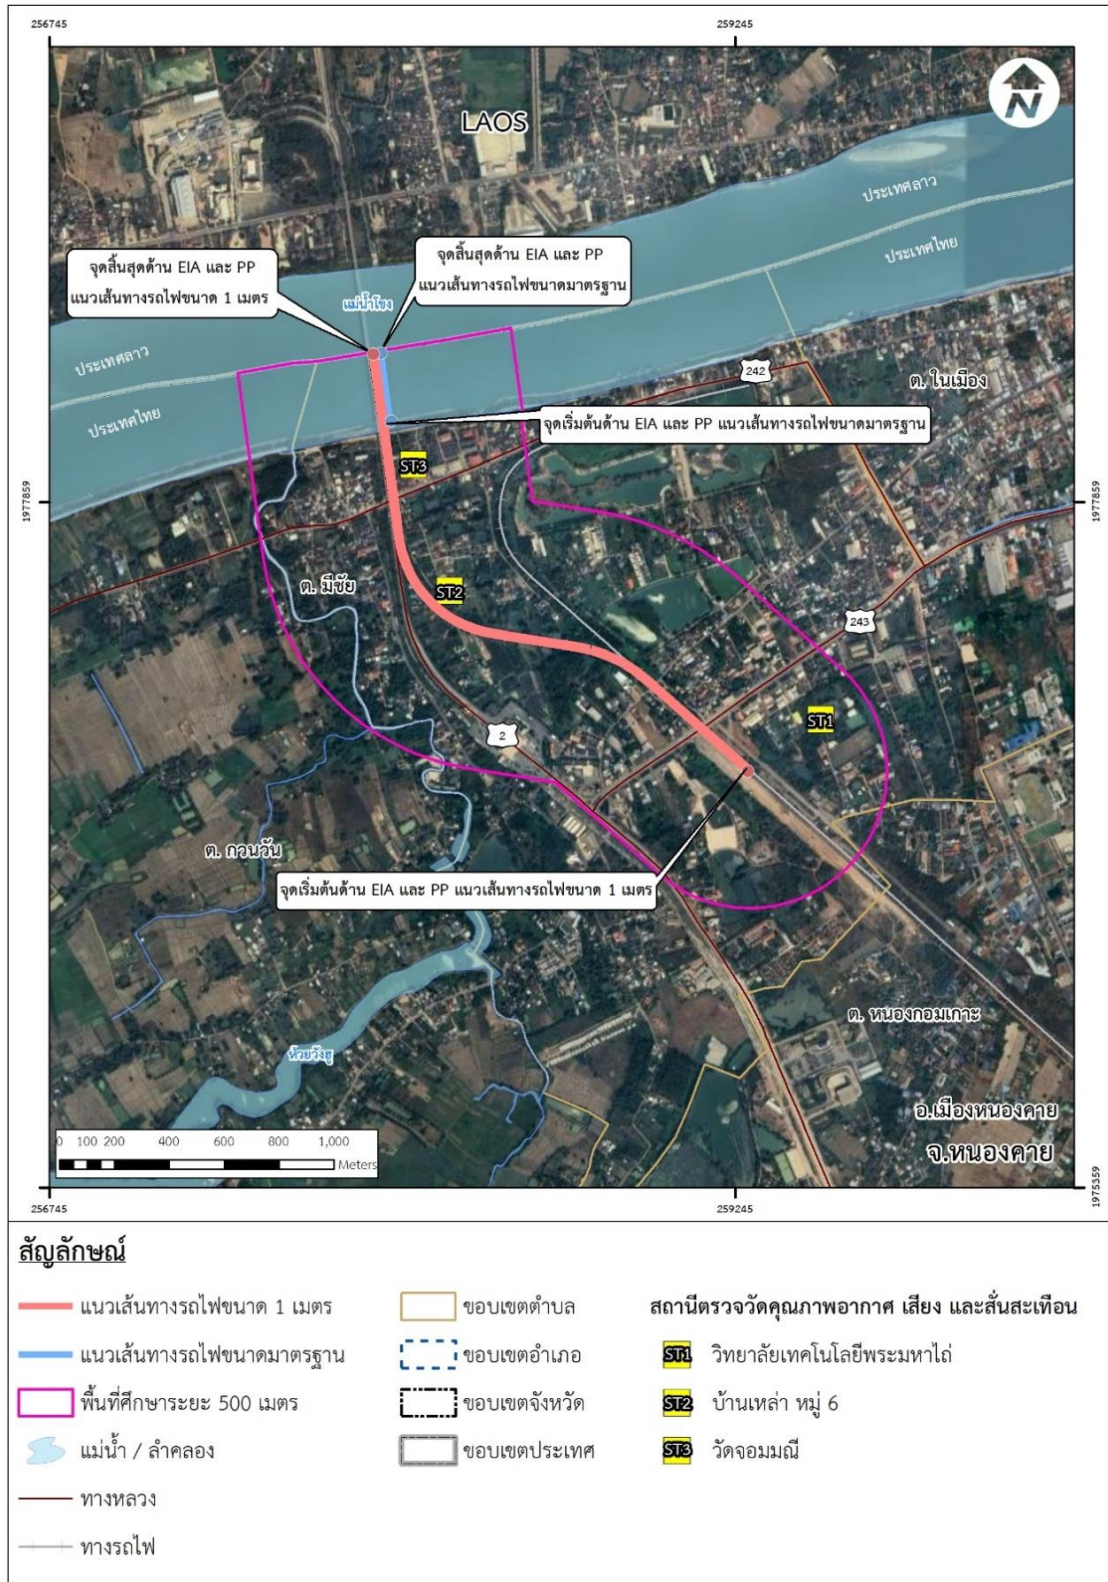 256745
259245
N
LAOS
ประเทศลาว
ประเทศไทย
จุดสิ้นสุดด้าน EIA และ PP
แนวเส้นทางรถไฟขนาด 1 เมตร
จุดสิ้นสุดด้าน EIA และ PP
แนวเส้นทางรถไฟขนาดมาตรฐาน
แม่น้ำโขง
ประเทศลาว
ประเทศไทย
242
ต. ในเมือง
จุดเริ่มต้นด้าน EIA และ PP แนวเส้นทางรถไฟขนาดมาตรฐาน
ST3
1977859
1977859
ต. มีชัย
ST2
243
ST1
2
ต. กวนวัน
จุดเริ่มต้นด้าน EIA และ PP แนวเส้นทางรถไฟขนาด 1 เมตร
ต. หนองกอมเกาะ
ห้วยวังฮู
อ.เมืองหนองคาย
จ.หนองคาย
0 100 200 400 600 800 1,000
Meters
1975359
256745
259245
สัญลักษณ์
แนวเส้นทางรถไฟขนาด 1 เมตร
แนวเส้นทางรถไฟขนาดมาตรฐาน
พื้นที่ศึกษาระยะ 500 เมตร
แม่น้ำ / ลำคลอง
ทางหลวง
ทางรถไฟ
ขอบเขตตำบล
ขอบเขตอำเภอ
ขอบเขตจังหวัด
ขอบเขตประเทศ
สถานีตรวจวัดคุณภาพอากาศ เสียง และสั่นสะเทือน
ST1 วิทยาลัยเทคโนโลยีพระมหาไถ่
ST2 บ้านเหล่า หมู่ 6
ST3 วัดจอมมณี